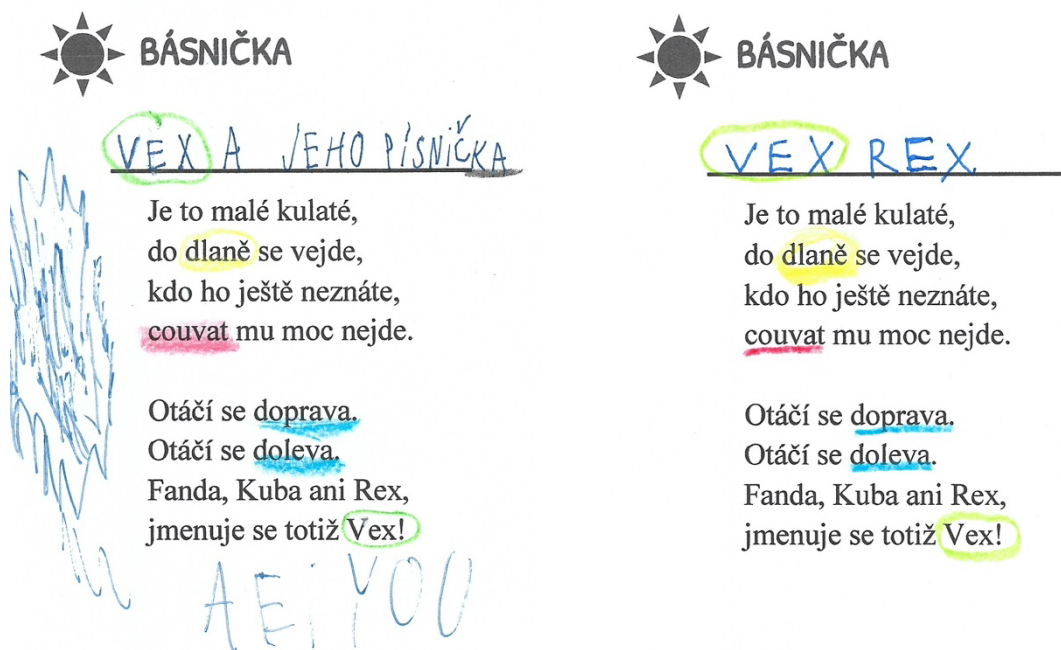 BÁSNIČKA
VEX A JEHO PÍSNIČKA
Je to malé kulaté,
do dlaně se vejde,
kdo ho ještě neznáte,
couvat mu moc nejde.
Otáčí se doprava.
Otáčí se doleva.
Fanda, Kuba ani Rex,
jmenuje se totiž Vex!
A E i Y O U
BÁSNIČKA
VEX REX
Je to malé kulaté,
do dlaně se vejde,
kdo ho ještě neznáte,
couvat mu moc nejde.
Otáčí se doprava.
Otáčí se doleva.
Fanda, Kuba ani Rex,
jmenuje se totiž Vex!